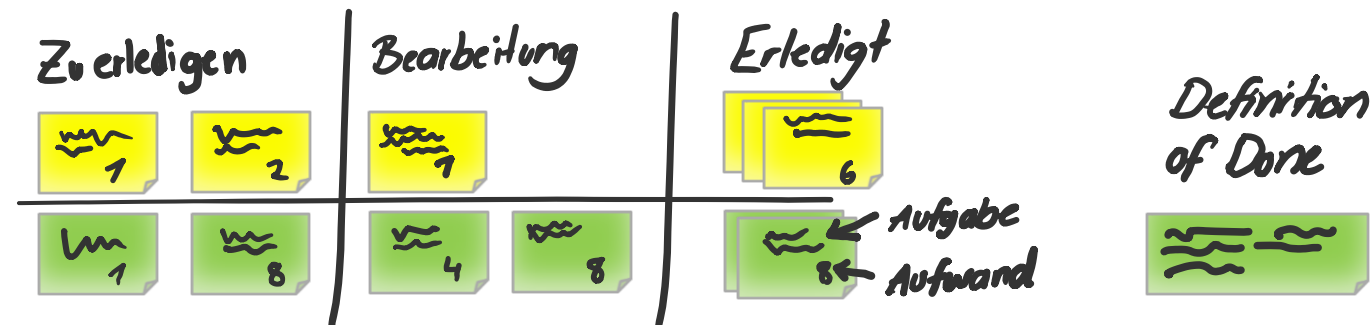 Zu erledigen
Bearbeitung
Erledigt
1
2
1
6
1
8
4
8
8
Aufgabe
Aufwand
Definition
of Done